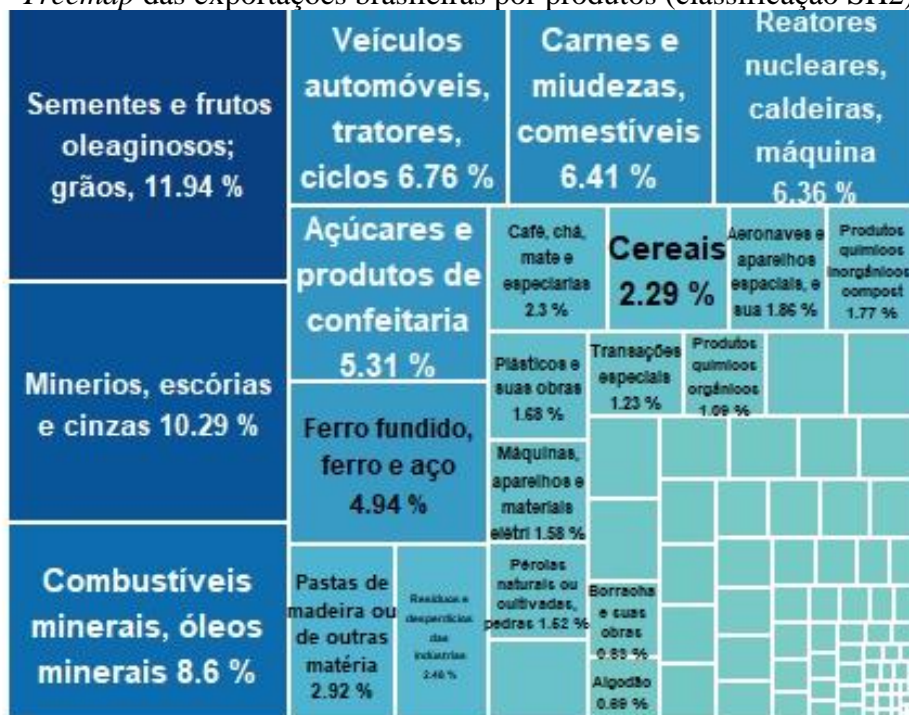 Treemap das exportações brasileiras por produtos (classificação SH2)
Sementes e frutos
oleaginosos;
grãos, 11.94 %
Minerios, escórias
e cinzas 10.29 %
Combustíveis
minerais, óleos
minerais 8.6 %
Veículos
automóveis,
tratores,
ciclos 6.76 %
Carnes e
miudezas,
comestíveis
6.41 %
Reatores
nucleares,
caldeiras,
máquina
6.36 %
Açúcares e
produtos de
confeitaria
5.31 %
Ferro fundido,
ferro e aço
4.94 %
Pastas de
madeira ou
de outras
matéria
2.92 %
Resíduos e
desperdícios
das
indústrias
Café, chá,
mate e
especiarias
2.3 %
Cereais
2.29 %
Aeronaves e
aparelhos
espaciais, e
sua 1.86 %
Produtos
químicos
inorgânicos
compost
1.77 %
Plásticos e
suas obras
1.68 %
Transações
especiais
1.23 %
Produtos
químicos
orgânicos
1.09 %
Máquinas,
aparelhos e
materiais
elétri 1.58 %
Pérolas
naturais ou
cultivadas,
pedras
Borracha
e suas
obras
Algodão